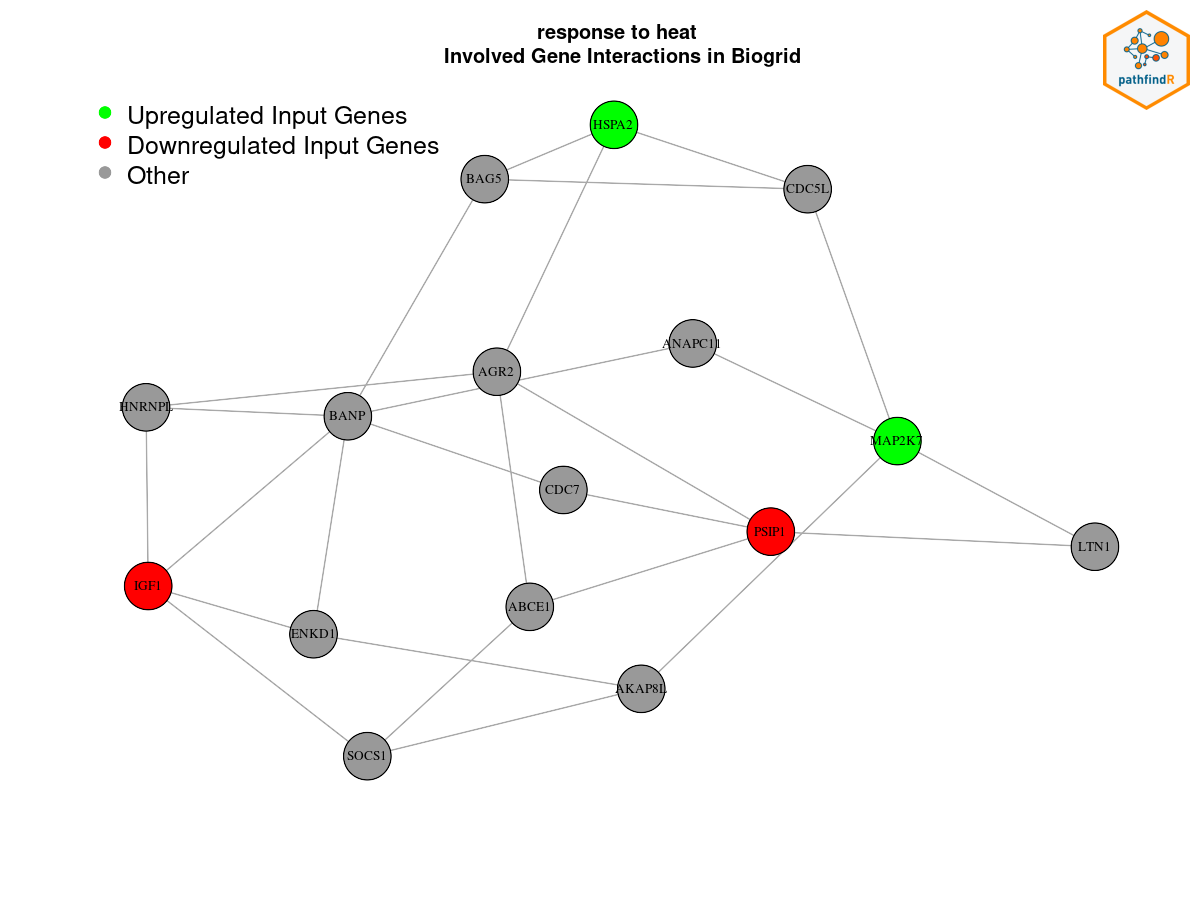 response to heat
Involved Gene Interactions in Biogrid
pathfindR
Upregulated Input Genes
Downregulated Input Genes
Other
HSPA2
BAG5
CDC5L
ANAPC11
AGR2
HNRNPL
BANP
MAP2K7
CDC7
PSIP1
LTN1
IGF1
ABCE1
ENKD1
AKAP8L
SOCS1